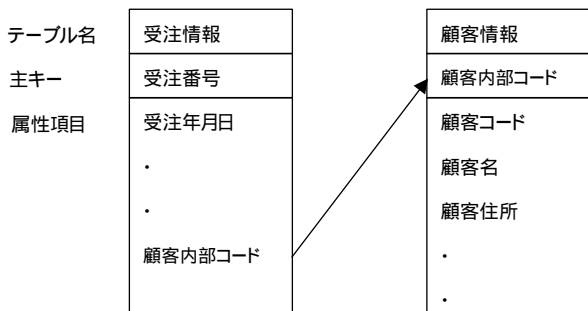 テーブル名 受注情報 顧客情報
主キー 受注番号 顧客内部コード
属性項目 受注年月日 顧客コード
・ 顧客名
・ 顧客住所
顧客内部コード ・
・